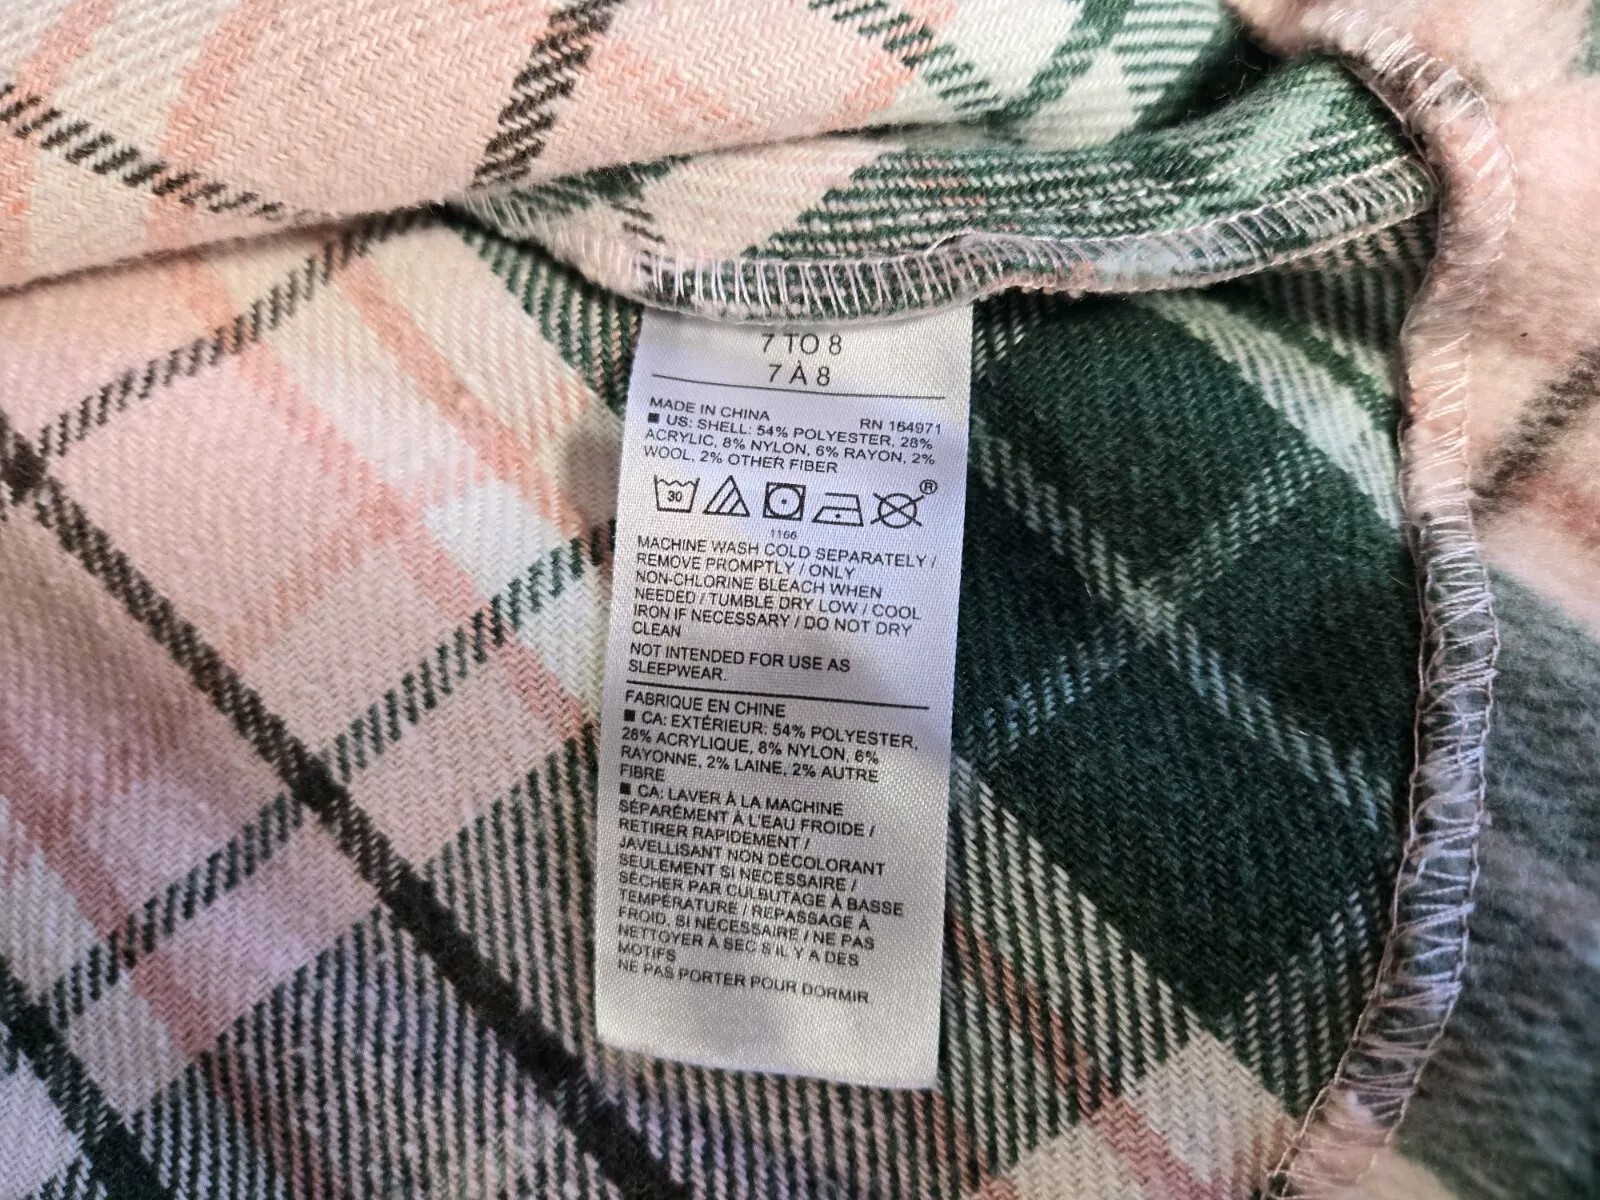 7 TO 8
7 À 8
MADE IN CHINA RN 164971
■ US: SHELL: 54% POLYESTER, 28%
ACRYLIC, 8% NYLON, 6% RAYON, 2%
WOOL, 2% OTHER FIBER
30 ®
1166
MACHINE WASH COLD SEPARATELY /
REMOVE PROMPTLY / ONLY
NON-CHLORINE BLEACH WHEN
NEEDED / TUMBLE DRY LOW / COOL
IRON IF NECESSARY / DO NOT DRY
CLEAN
NOT INTENDED FOR USE AS
SLEEPWEAR.
FABRIQUE EN CHINE
■ CA: EXTÉRIEUR: 54% POLYESTER,
28% ACRYLIQUE, 8% NYLON, 6%
RAYONNE, 2% LAINE, 2% AUTRE
FIBRE
■ CA: LAVER À LA MACHINE
SÉPARÉMENT À L'EAU FROIDE /
RETIRER RAPIDEMENT /
JAVELLISANT NON DÉCOLORANT
SEULEMENT SI NÉCESSAIRE /
SÉCHER PAR CULBUTAGE À BASSE
TEMPÉRATURE / REPASSAGE À
FROID, SI NÉCESSAIRE / NE PAS
NETTOYER À SEC S'IL Y A DES
MOTIFS
NE PAS PORTER POUR DORMIR